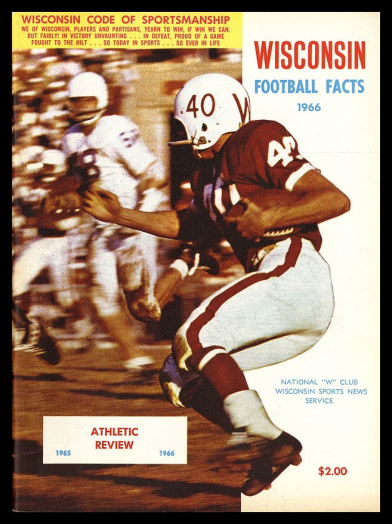 WISCONSIN CODE OF SPORTSMANSHIP
WE OF WISCONSIN, PLAYERS AND PARTISANS, YEARN TO WIN, IF WIN WE CAN.
BUT FAIRLY! IN VICTORY UNVAUNTING . . . IN DEFEAT, PROUD OF A GAME
FOUGHT TO THE HILT . . . SO TODAY IN SPORTS . . . SO EVER IN LIFE
WISCONSIN
FOOTBALL FACTS
1966
40
W
40
NATIONAL "W" CLUB
WISCONSIN SPORTS NEWS
SERVICE
ATHLETIC
REVIEW
1965 1966
$2.00